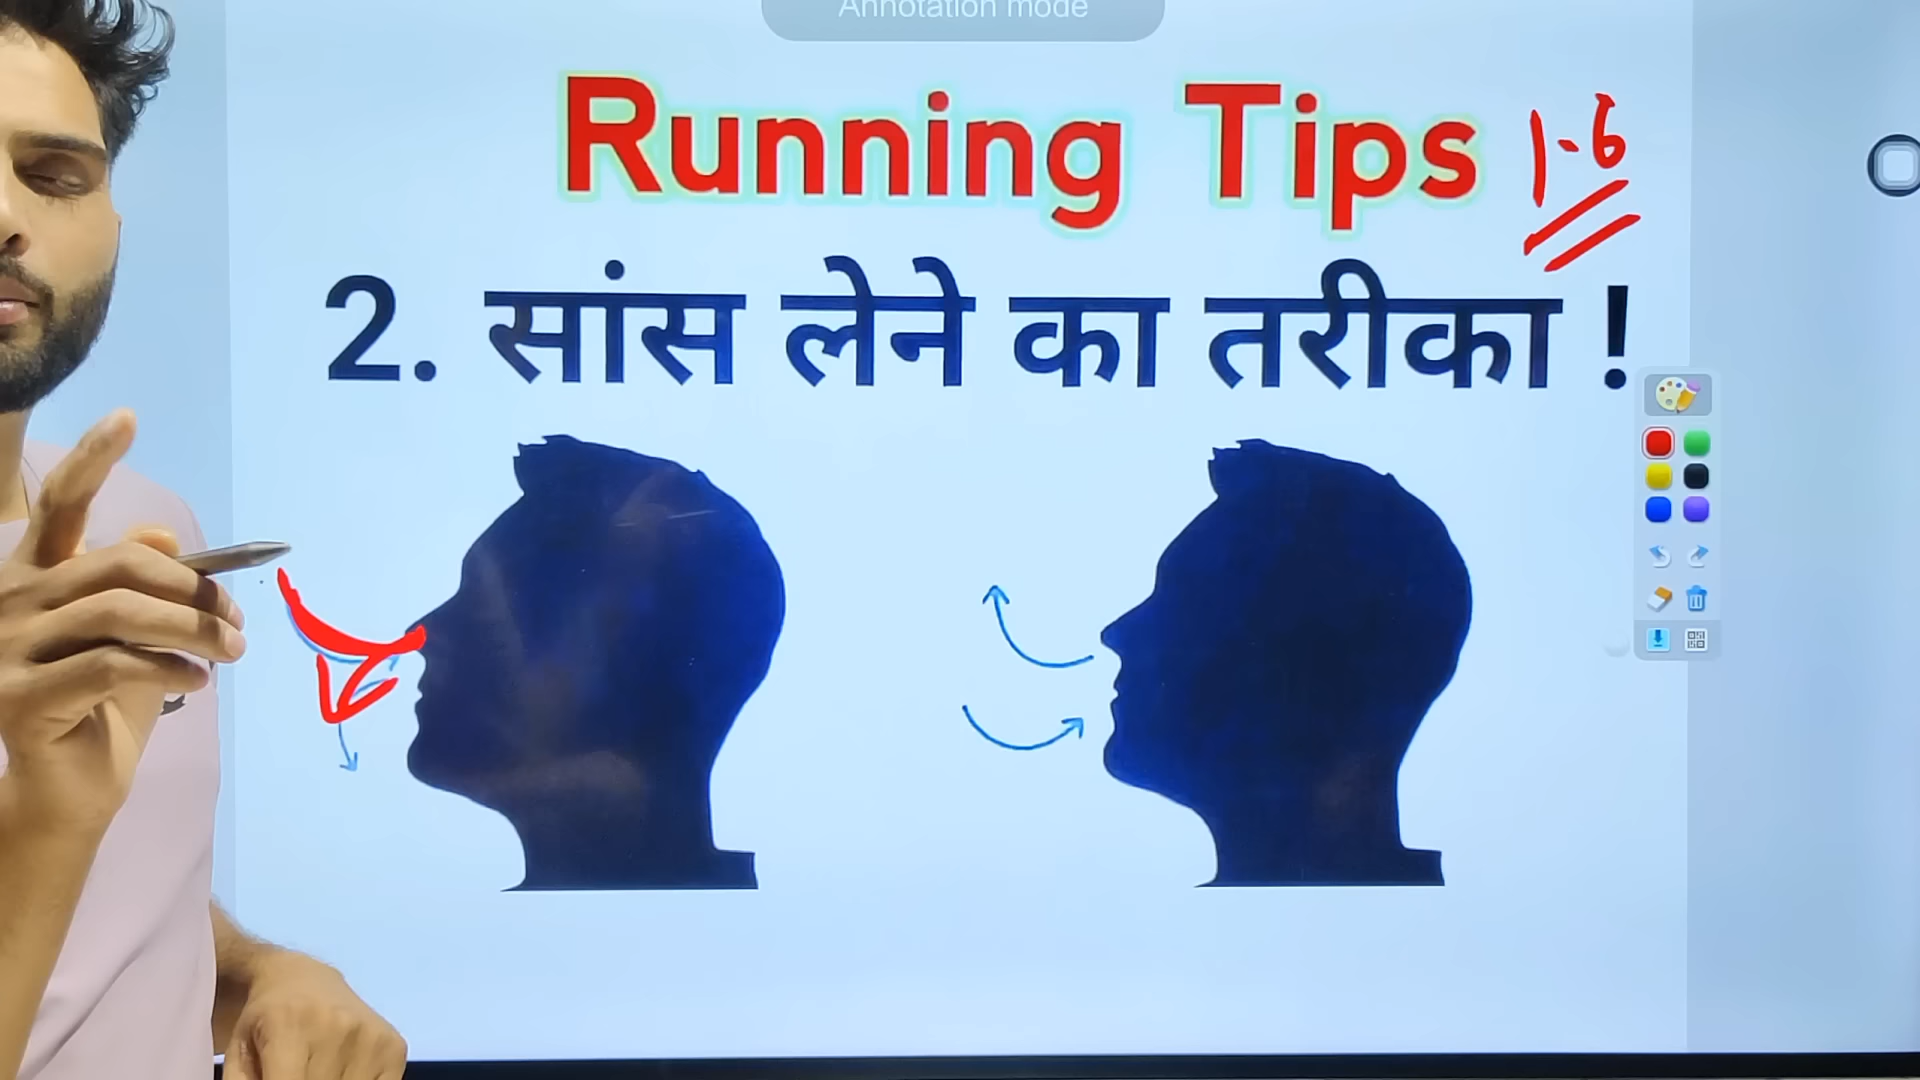 Annotation mode
Running Tips 1.6
2. सांस लेने का तरीका !